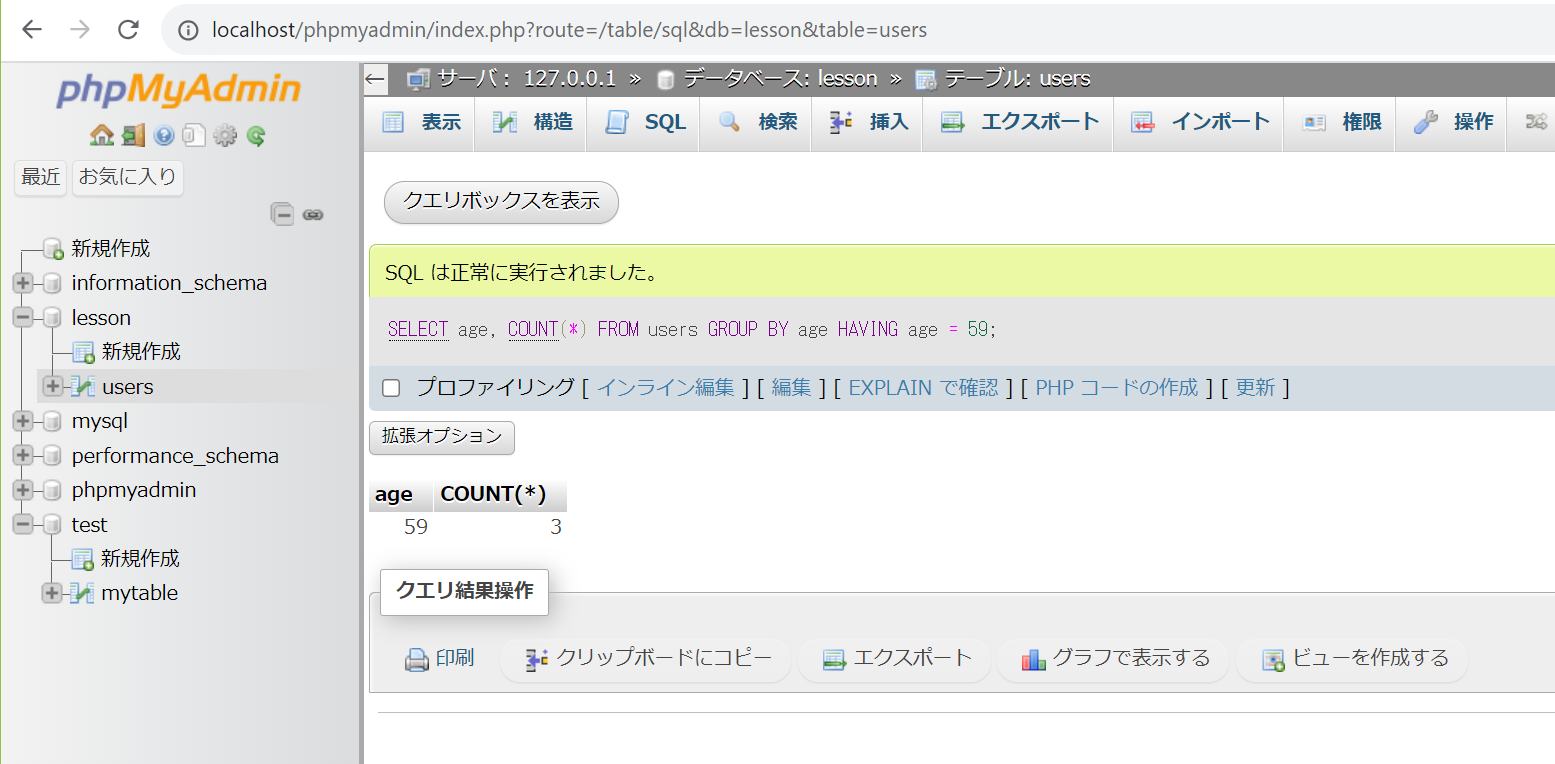 localhost/phpmyadmin/index.php?route=/table/sql&db=lesson&table=users
phpMyAdmin
最近 お気に入り
新規作成
information_schema
lesson
新規作成
users
mysql
performance_schema
phpmyadmin
test
新規作成
mytable
サーバ： 127.0.0.1 » データベース: lesson » テーブル: users
表示 構造 SQL 検索 挿入 エクスポート インポート 権限 操作
クエリボックスを表示
SQL は正常に実行されました。
SELECT age, COUNT(*) FROM users GROUP BY age HAVING age = 59;
プロファイリング [ インライン編集 ] [ 編集 ] [ EXPLAIN で確認 ] [ PHP コードの作成 ] [ 更新 ]
拡張オプション
age COUNT(*)
59 3
クエリ結果操作
印刷 クリップボードにコピー エクスポート グラフで表示する ビューを作成する